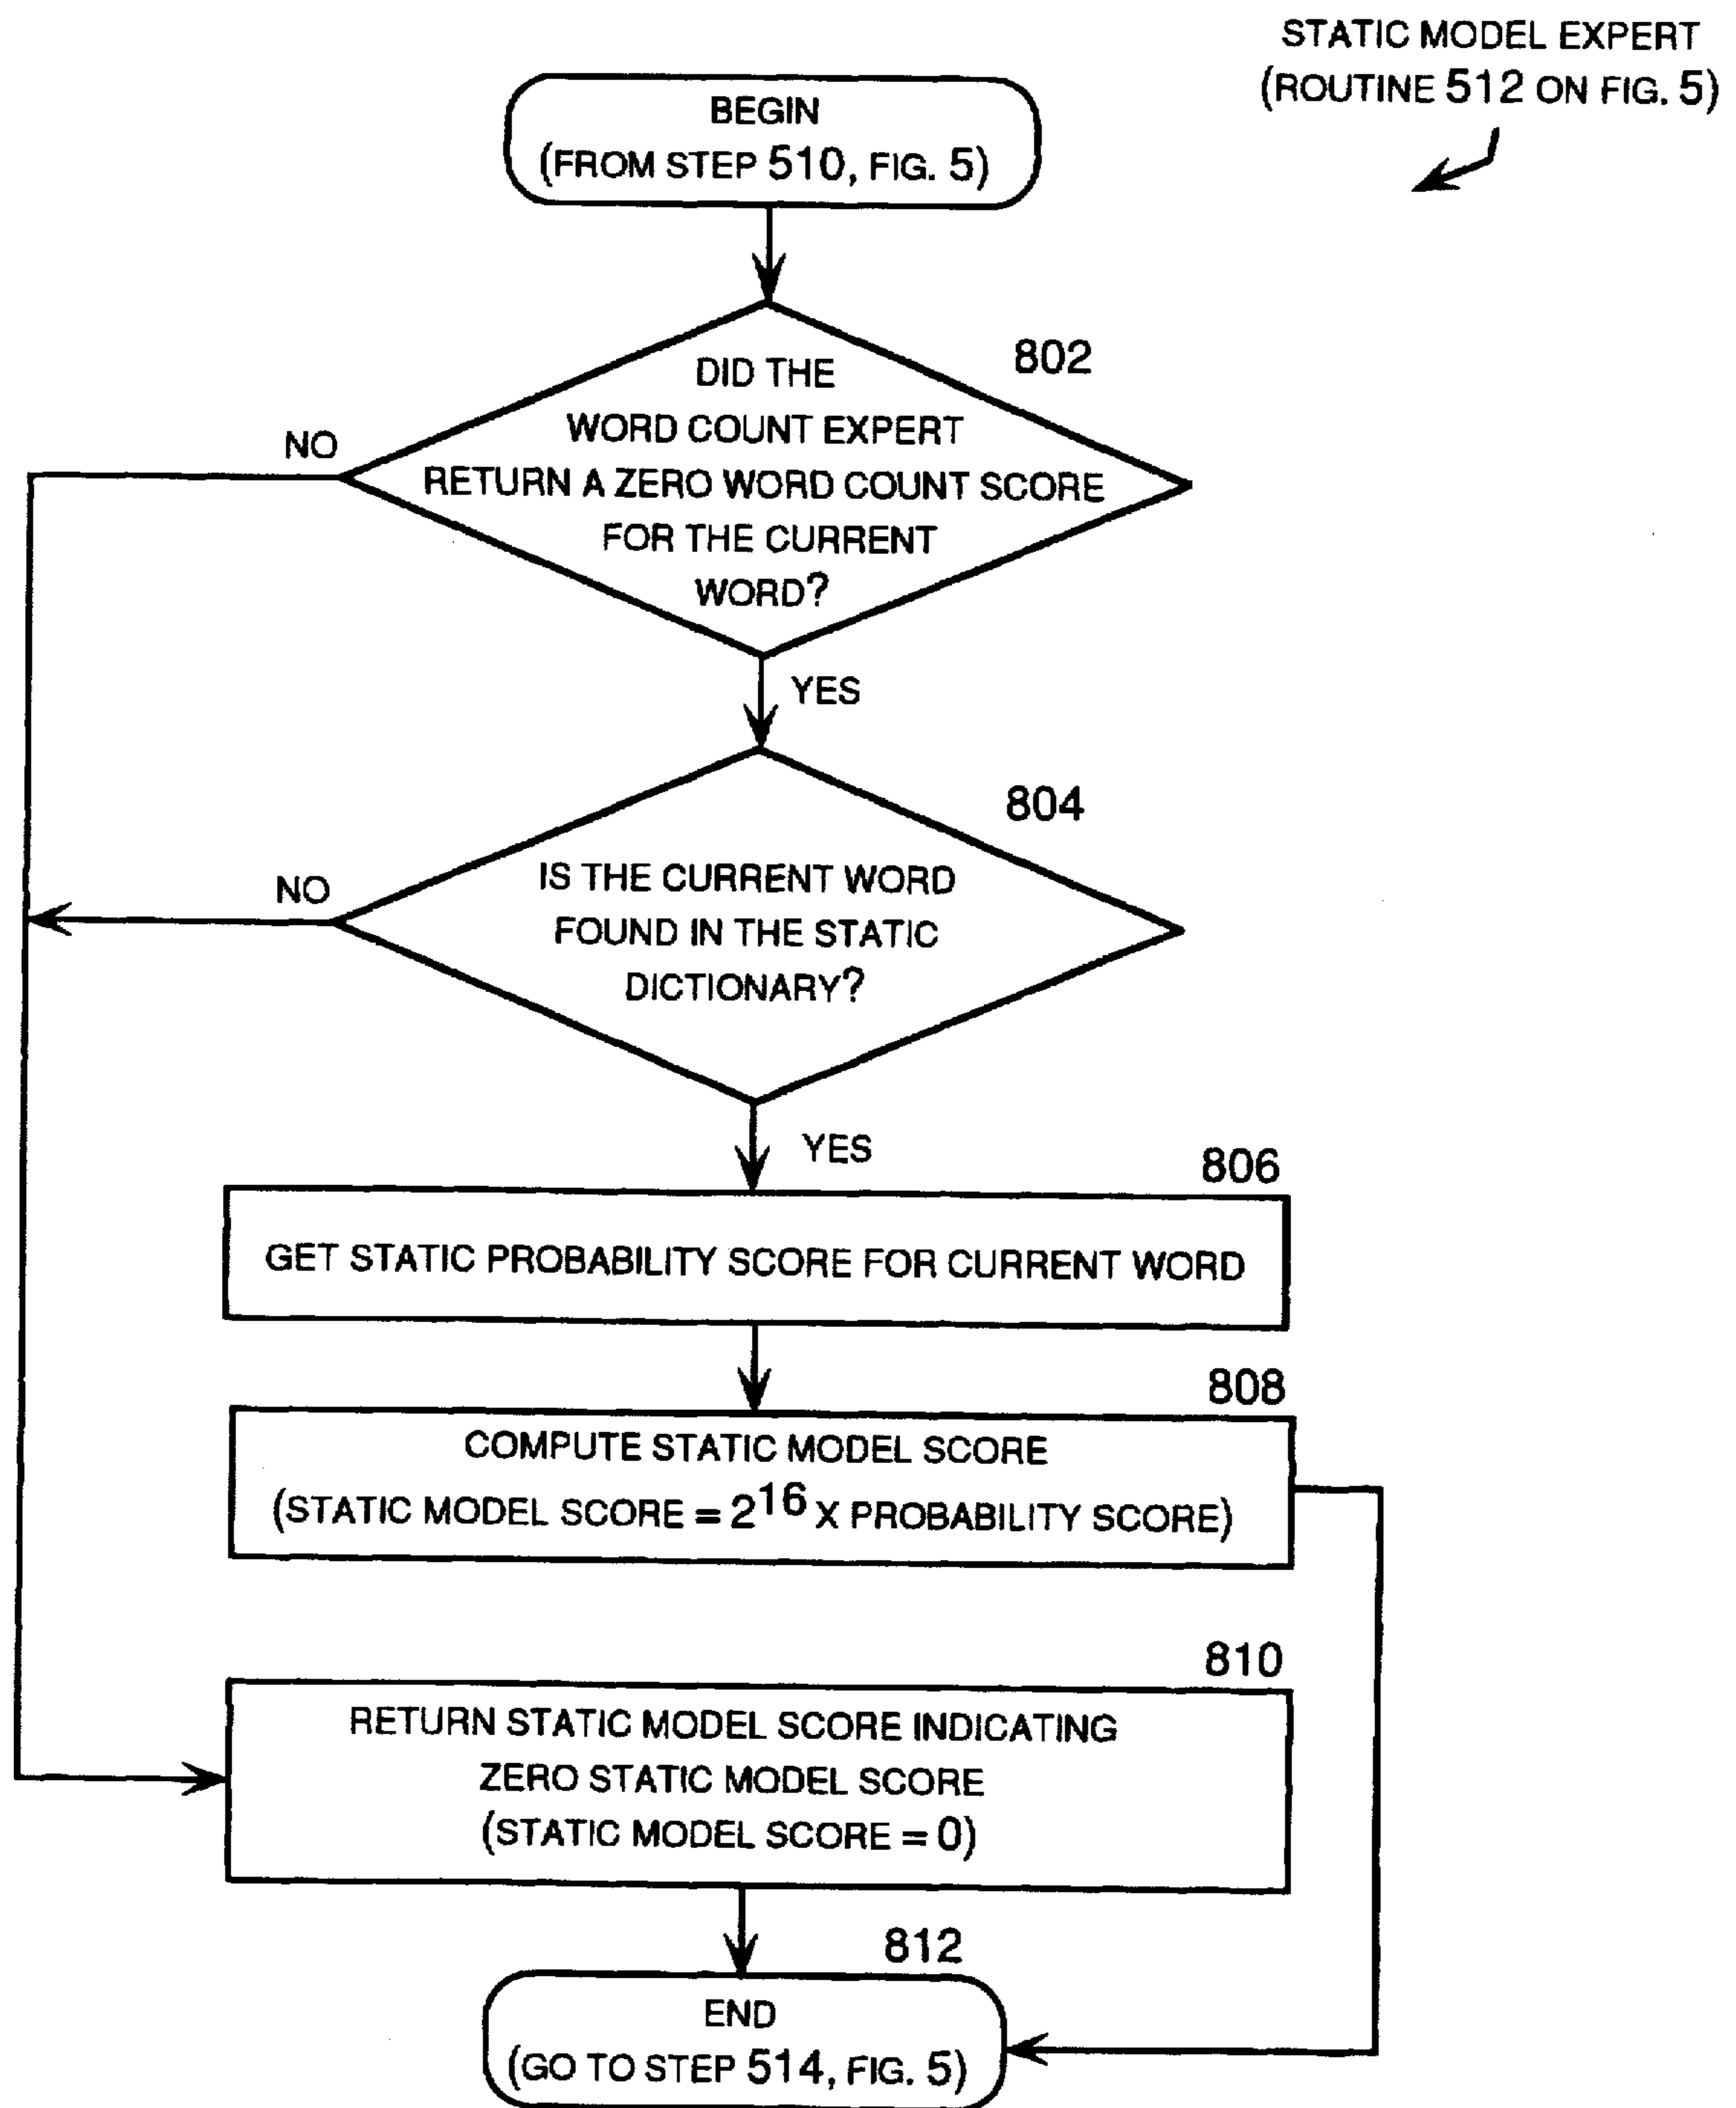 STATIC MODEL EXPERT
(ROUTINE 512 ON FIG. 5)
BEGIN
(FROM STEP 510, FIG. 5)
802
DID THE
WORD COUNT EXPERT
RETURN A ZERO WORD COUNT SCORE
FOR THE CURRENT
WORD?
NO
YES
804
IS THE CURRENT WORD
FOUND IN THE STATIC
DICTIONARY?
NO
YES
806
GET STATIC PROBABILITY SCORE FOR CURRENT WORD
808
COMPUTE STATIC MODEL SCORE
(STATIC MODEL SCORE = 2^16 X PROBABILITY SCORE)
810
RETURN STATIC MODEL SCORE INDICATING
ZERO STATIC MODEL SCORE
(STATIC MODEL SCORE = 0)
812
END
(GO TO STEP 514, FIG. 5)